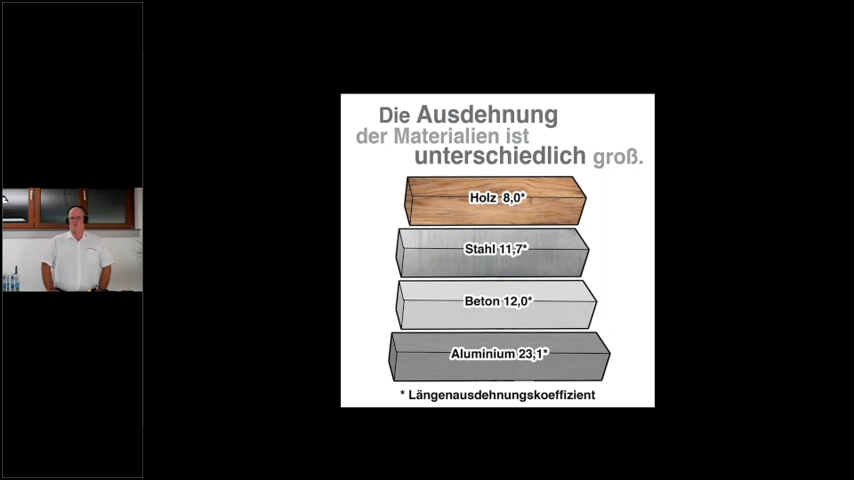 Die Ausdehnung
der Materialien ist
unterschiedlich groß.
Holz 8,0*
Stahl 11,7*
Beton 12,0*
Aluminium 23,1*
* Längenausdehnungskoeffizient